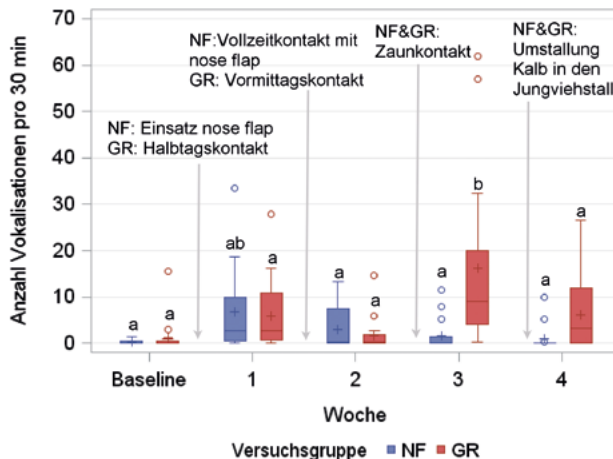 Anzahl Vokalisationen pro 30 min
70
60
50
40
30
20
10
0
NF: Einsatz nose flap
GR: Halbtagskontakt
NF:Vollzeitkontakt mit
nose flap
GR: Vormittagskontakt
NF&GR:
Zaunkontakt
NF&GR:
Umstallung
Kalb in den
Jungviehstall
a a ab a a a a b a a
Baseline 1 2 3 4
Woche
Versuchsgruppe NF GR